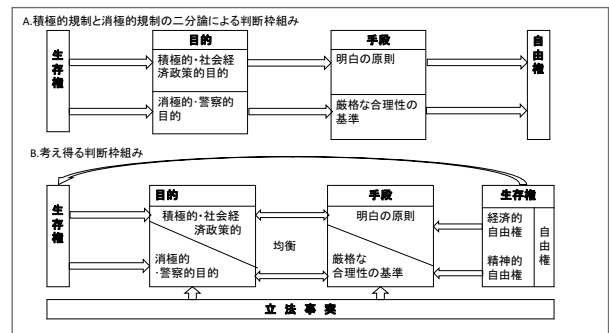 A.積極的規制と消極的規制の二分論による判断枠組み
生存権
目的
積極的・社会経
済政策的目的
消極的・警察的
目的
手段
明白の原則
厳格な合理性の
基準
自由権
B.考え得る判断枠組み
生存権
目的
積極的・社会経
済政策的
消極的
・警察的目的
均衡
手段
明白の原則
厳格な
合理性の基準
生存権
経済的
自由権
精神的
自由権
自由権
立 法 事 実